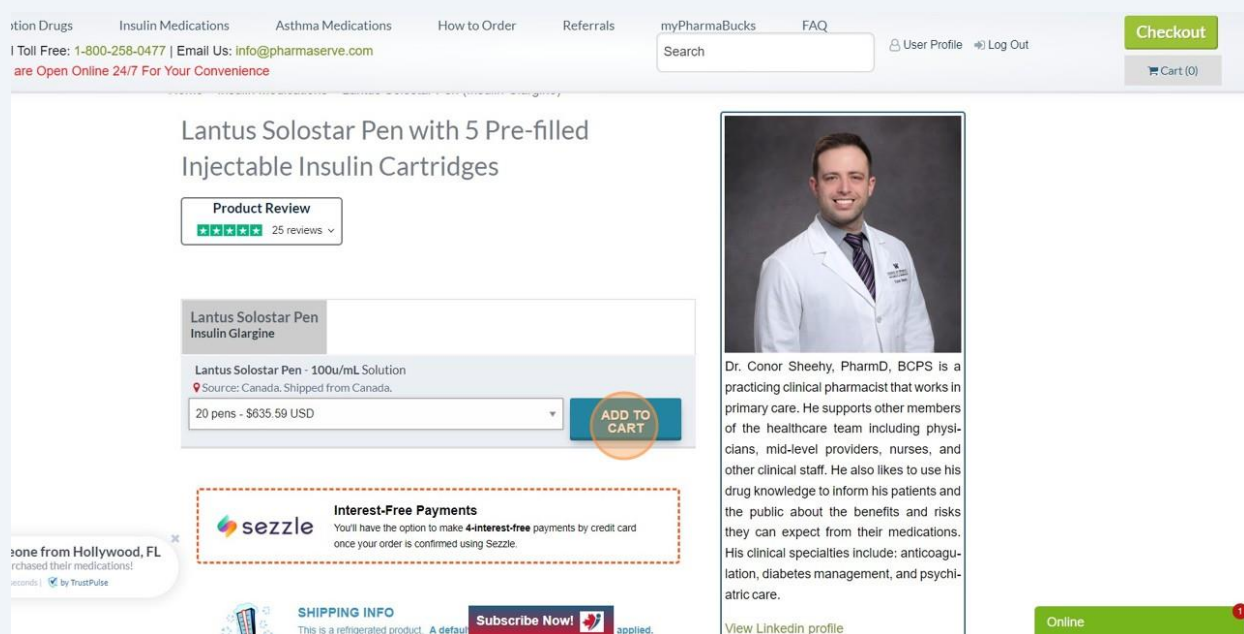 Insulin Medications Asthma Medications How to Order Referrals myPharmaBucks FAQ
Toll Free: 1-800-258-0477 | Email Us: info@pharmaserve.com
are Open Online 24/7 For Your Convenience
Search
User Profile Log Out
Checkout
Cart (0)
Lantus Solostar Pen with 5 Pre-filled
Injectable Insulin Cartridges
Product Review
25 reviews
Lantus Solostar Pen
Insulin Glargine
Lantus Solostar Pen - 100u/mL Solution
Source: Canada. Shipped from Canada.
20 pens - $635.59 USD
ADD TO
CART
sezzle
Interest-Free Payments
You'll have the option to make 4-interest-free payments by credit card
once your order is confirmed using Sezzle.
from Hollywood, FL
their medications!
by TrustPulse
SHIPPING INFO
This is a refrigerated product. A applied.
Subscribe Now!
Dr. Conor Sheehy, PharmD, BCPS is a
practicing clinical pharmacist that works in
primary care. He supports other members
of the healthcare team including physi-
cians, mid-level providers, nurses, and
other clinical staff. He also likes to use his
drug knowledge to inform his patients and
the public about the benefits and risks
they can expect from their medications.
His clinical specialties include: anticoagu-
lation, diabetes management, and psychi-
atric care.
View Linkedin profile
Online
1